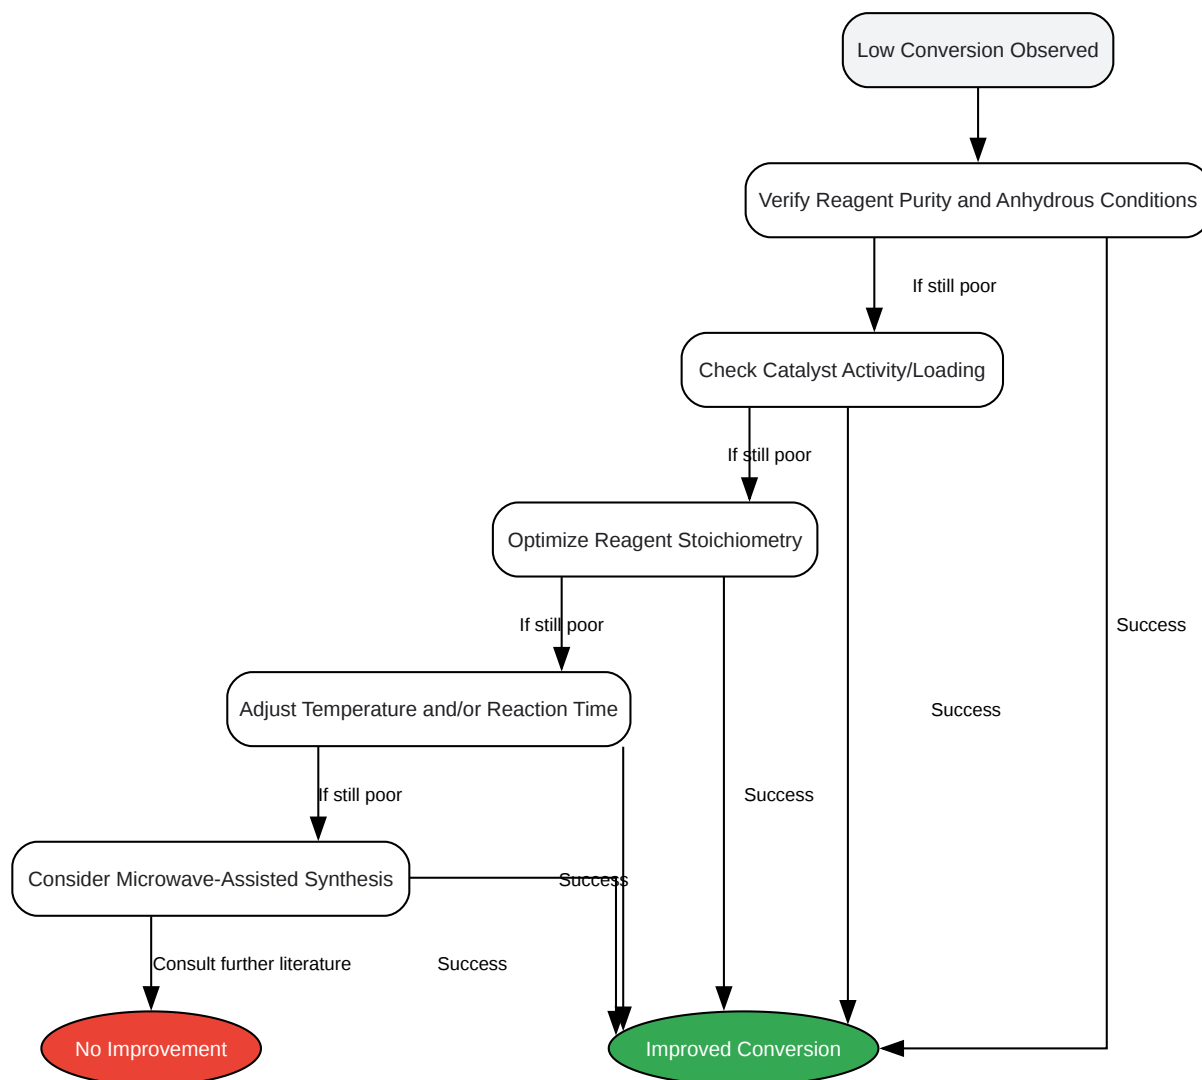 Low Conversion Observed
Verify Reagent Purity and Anhydrous Conditions
If still poor
Check Catalyst Activity/Loading
If still poor
Optimize Reagent Stoichiometry
If still poor
Success
Adjust Temperature and/or Reaction Time
Success
If still poor
Success
Consider Microwave-Assisted Synthesis
Success
Consult further literature
Success
No Improvement
Improved Conversion